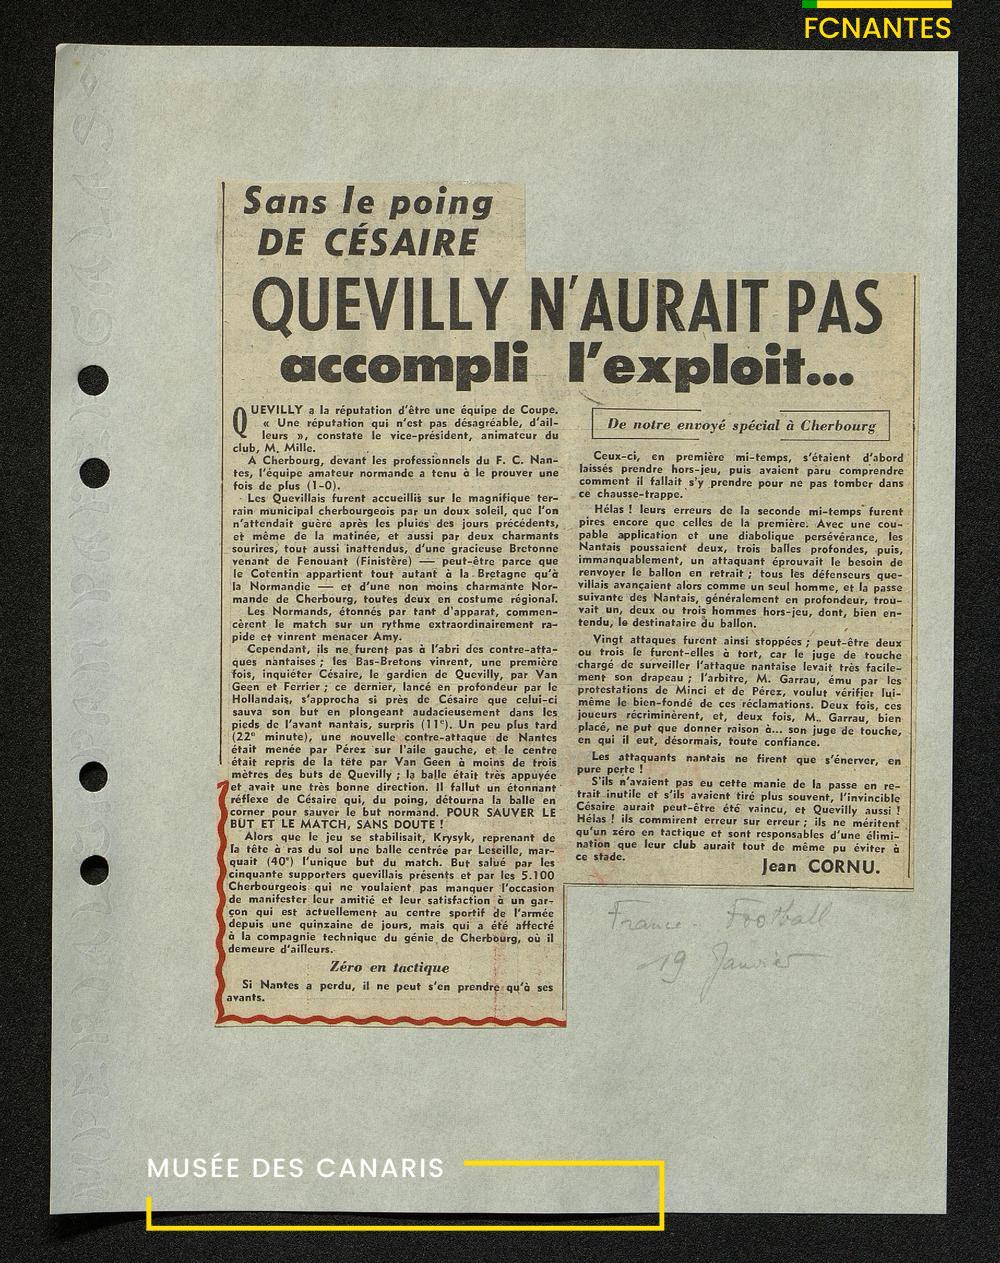 FCNANTES
Sans le poing
DE CÉSAIRE
QUEVILLY N'AURAIT PAS
accompli l'exploit...
QUEVILLY a la réputation d'être une équipe de Coupe.
« Une réputation qui n'est pas désagréable, d'ail-
leurs », constate le vice-président, animateur du
club, M. Mille.
A Cherbourg, devant les professionnels du F. C. Nan-
tes, l'équipe amateur normande a tenu à le prouver une
fois de plus (1-0).
Les Quevillais furent accueillis sur le magnifique ter-
rain municipal cherbourgeois par un doux soleil, que l'on
n'attendait guère après les pluies des jours précédents,
et même de la matinée, et aussi par deux charmants
sourires, tout aussi inattendus, d'une gracieuse Bretonne
venant de Fenouant (Finistère) — peut-être parce que
le Cotentin appartient tout autant à la Bretagne qu'à
la Normandie — et d'une non moins charmante Nor-
mande de Cherbourg, toutes deux en costume régional.
Les Normands, étonnés par tant d'apparat, commen-
cèrent le match sur un rythme extraordinairement ra-
pide et vinrent menacer Amy.
Cependant, ils ne furent pas à l'abri des contre-atta-
ques nantaises ; les Bas-Bretons vinrent, une première
fois, inquiéter Césaire, le gardien de Quevilly, par Van
Geen et Ferrier ; ce dernier, lancé en profondeur par le
Hollandais, s'approcha si près de Césaire que celui-ci
sauva son but en plongeant audacieusement dans les
pieds de l'avant nantais, surpris (11e). Un peu plus tard
(22e minute), une nouvelle contre-attaque de Nantes
était menée par Pérez sur l'aile gauche, et le centre
était repris de la tête par Van Geen à moins de trois
mètres des buts de Quevilly ; la balle était très appuyée
et avait une très bonne direction. Il fallut un étonnant
réflexe de Césaire qui, du poing, détourna la balle en
corner pour sauver le but normand. POUR SAUVER LE
BUT ET LE MATCH, SANS DOUTE !
Alors que le jeu se stabilisait, Krysyk, reprenant de
la tête à ras du sol une balle centrée par Leseille, mar-
quait (40e) l'unique but du match. But salué par les
cinquante supporters quevillais présents et par les 5.100
Cherbourgeois qui ne voulaient pas manquer l'occasion
de manifester leur amitié et leur satisfaction à un gar-
çon qui est actuellement au centre sportif de l'armée
depuis une quinzaine de jours, mais qui a été affecté
à la compagnie technique du génie de Cherbourg, où il
demeure d'ailleurs.
Zéro en tactique
Si Nantes a perdu, il ne peut s'en prendre qu'à ses
avants.
De notre envoyé spécial à Cherbourg
Ceux-ci, en première mi-temps, s'étaient d'abord
laissés prendre hors-jeu, puis avaient paru comprendre
comment il fallait s'y prendre pour ne pas tomber dans
ce chausse-trappe.
Hélas ! leurs erreurs de la seconde mi-temps furent
pires encore que celles de la première. Avec une cou-
pable application et une diabolique persévérance, les
Nantais poussaient deux, trois balles profondes, puis,
immanquablement, un attaquant éprouvait le besoin de
renvoyer le ballon en retrait ; tous les défenseurs que-
villais avançaient alors comme un seul homme, et la passe
suivante des Nantais, généralement en profondeur, trou-
vait un, deux ou trois hommes hors-jeu, dont, bien en-
tendu, le destinataire du ballon.
Vingt attaques furent ainsi stoppées ; peut-être deux
ou trois le furent-elles à tort, car le juge de touche
chargé de surveiller l'attaque nantaise levait très facile-
ment son drapeau ; l'arbitre, M. Garrau, ému par les
protestations de Minci et de Pérez, voulut vérifier lui-
même le bien-fondé de ces réclamations. Deux fois, ces
joueurs récriminèrent, et, deux fois, M. Garrau, bien
placé, ne put que donner raison à... son juge de touche,
en qui il eut, désormais, toute confiance.
Les attaquants nantais ne firent que s'énerver, en
pure perte !
S'ils n'avaient pas eu cette manie de la passe en re-
trait inutile et s'ils avaient tiré plus souvent, l'invincible
Césaire aurait peut-être été vaincu, et Quevilly aussi !
Hélas ! ils commirent erreur sur erreur ; ils ne méritent
qu'un zéro en tactique et sont responsables d'une élimi-
nation que leur club aurait tout de même pu éviter à
ce stade.
Jean CORNU.
France Football
19 Janvier
MUSÉE DES CANARIS